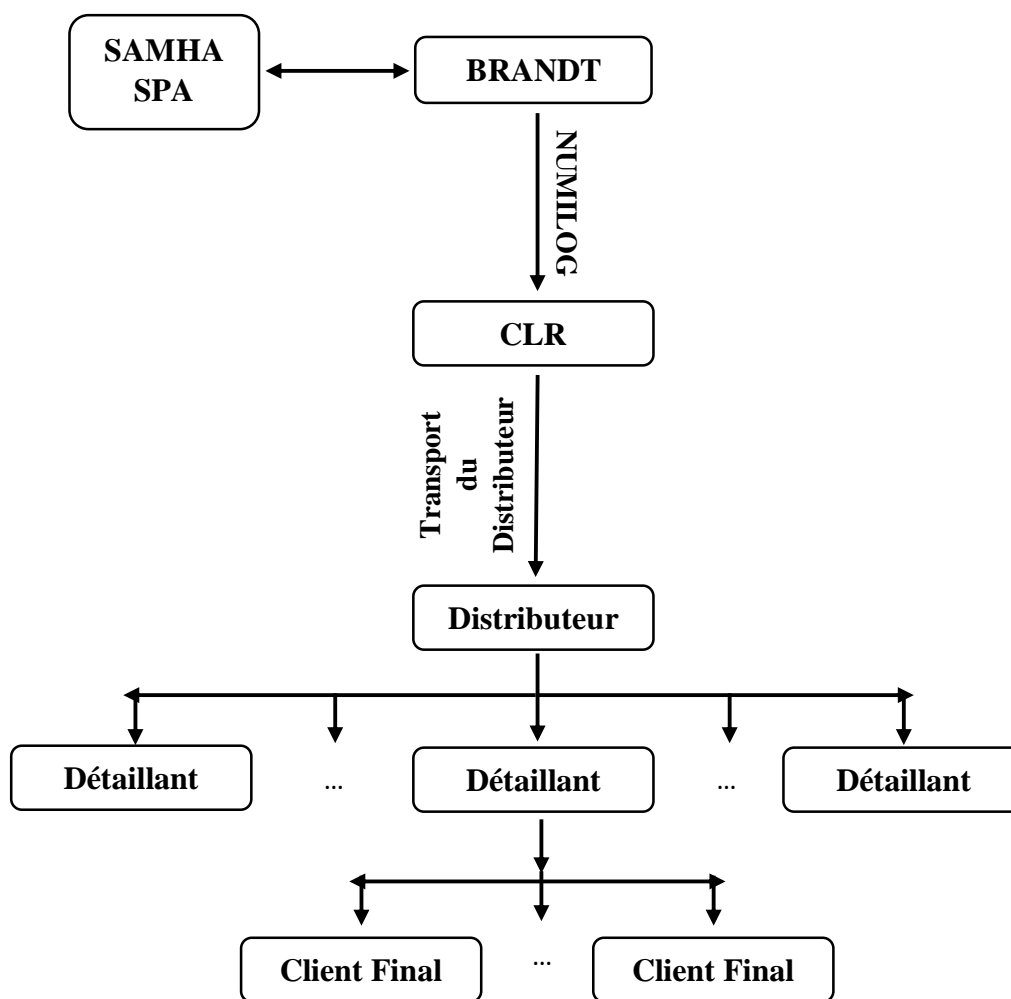 SAMHA
SPA
BRANDT
NUMILOG
CLR
Transport
du
Distributeur
Distributeur
Détaillant
...
Détaillant
...
Détaillant
Client Final
...
Client Final